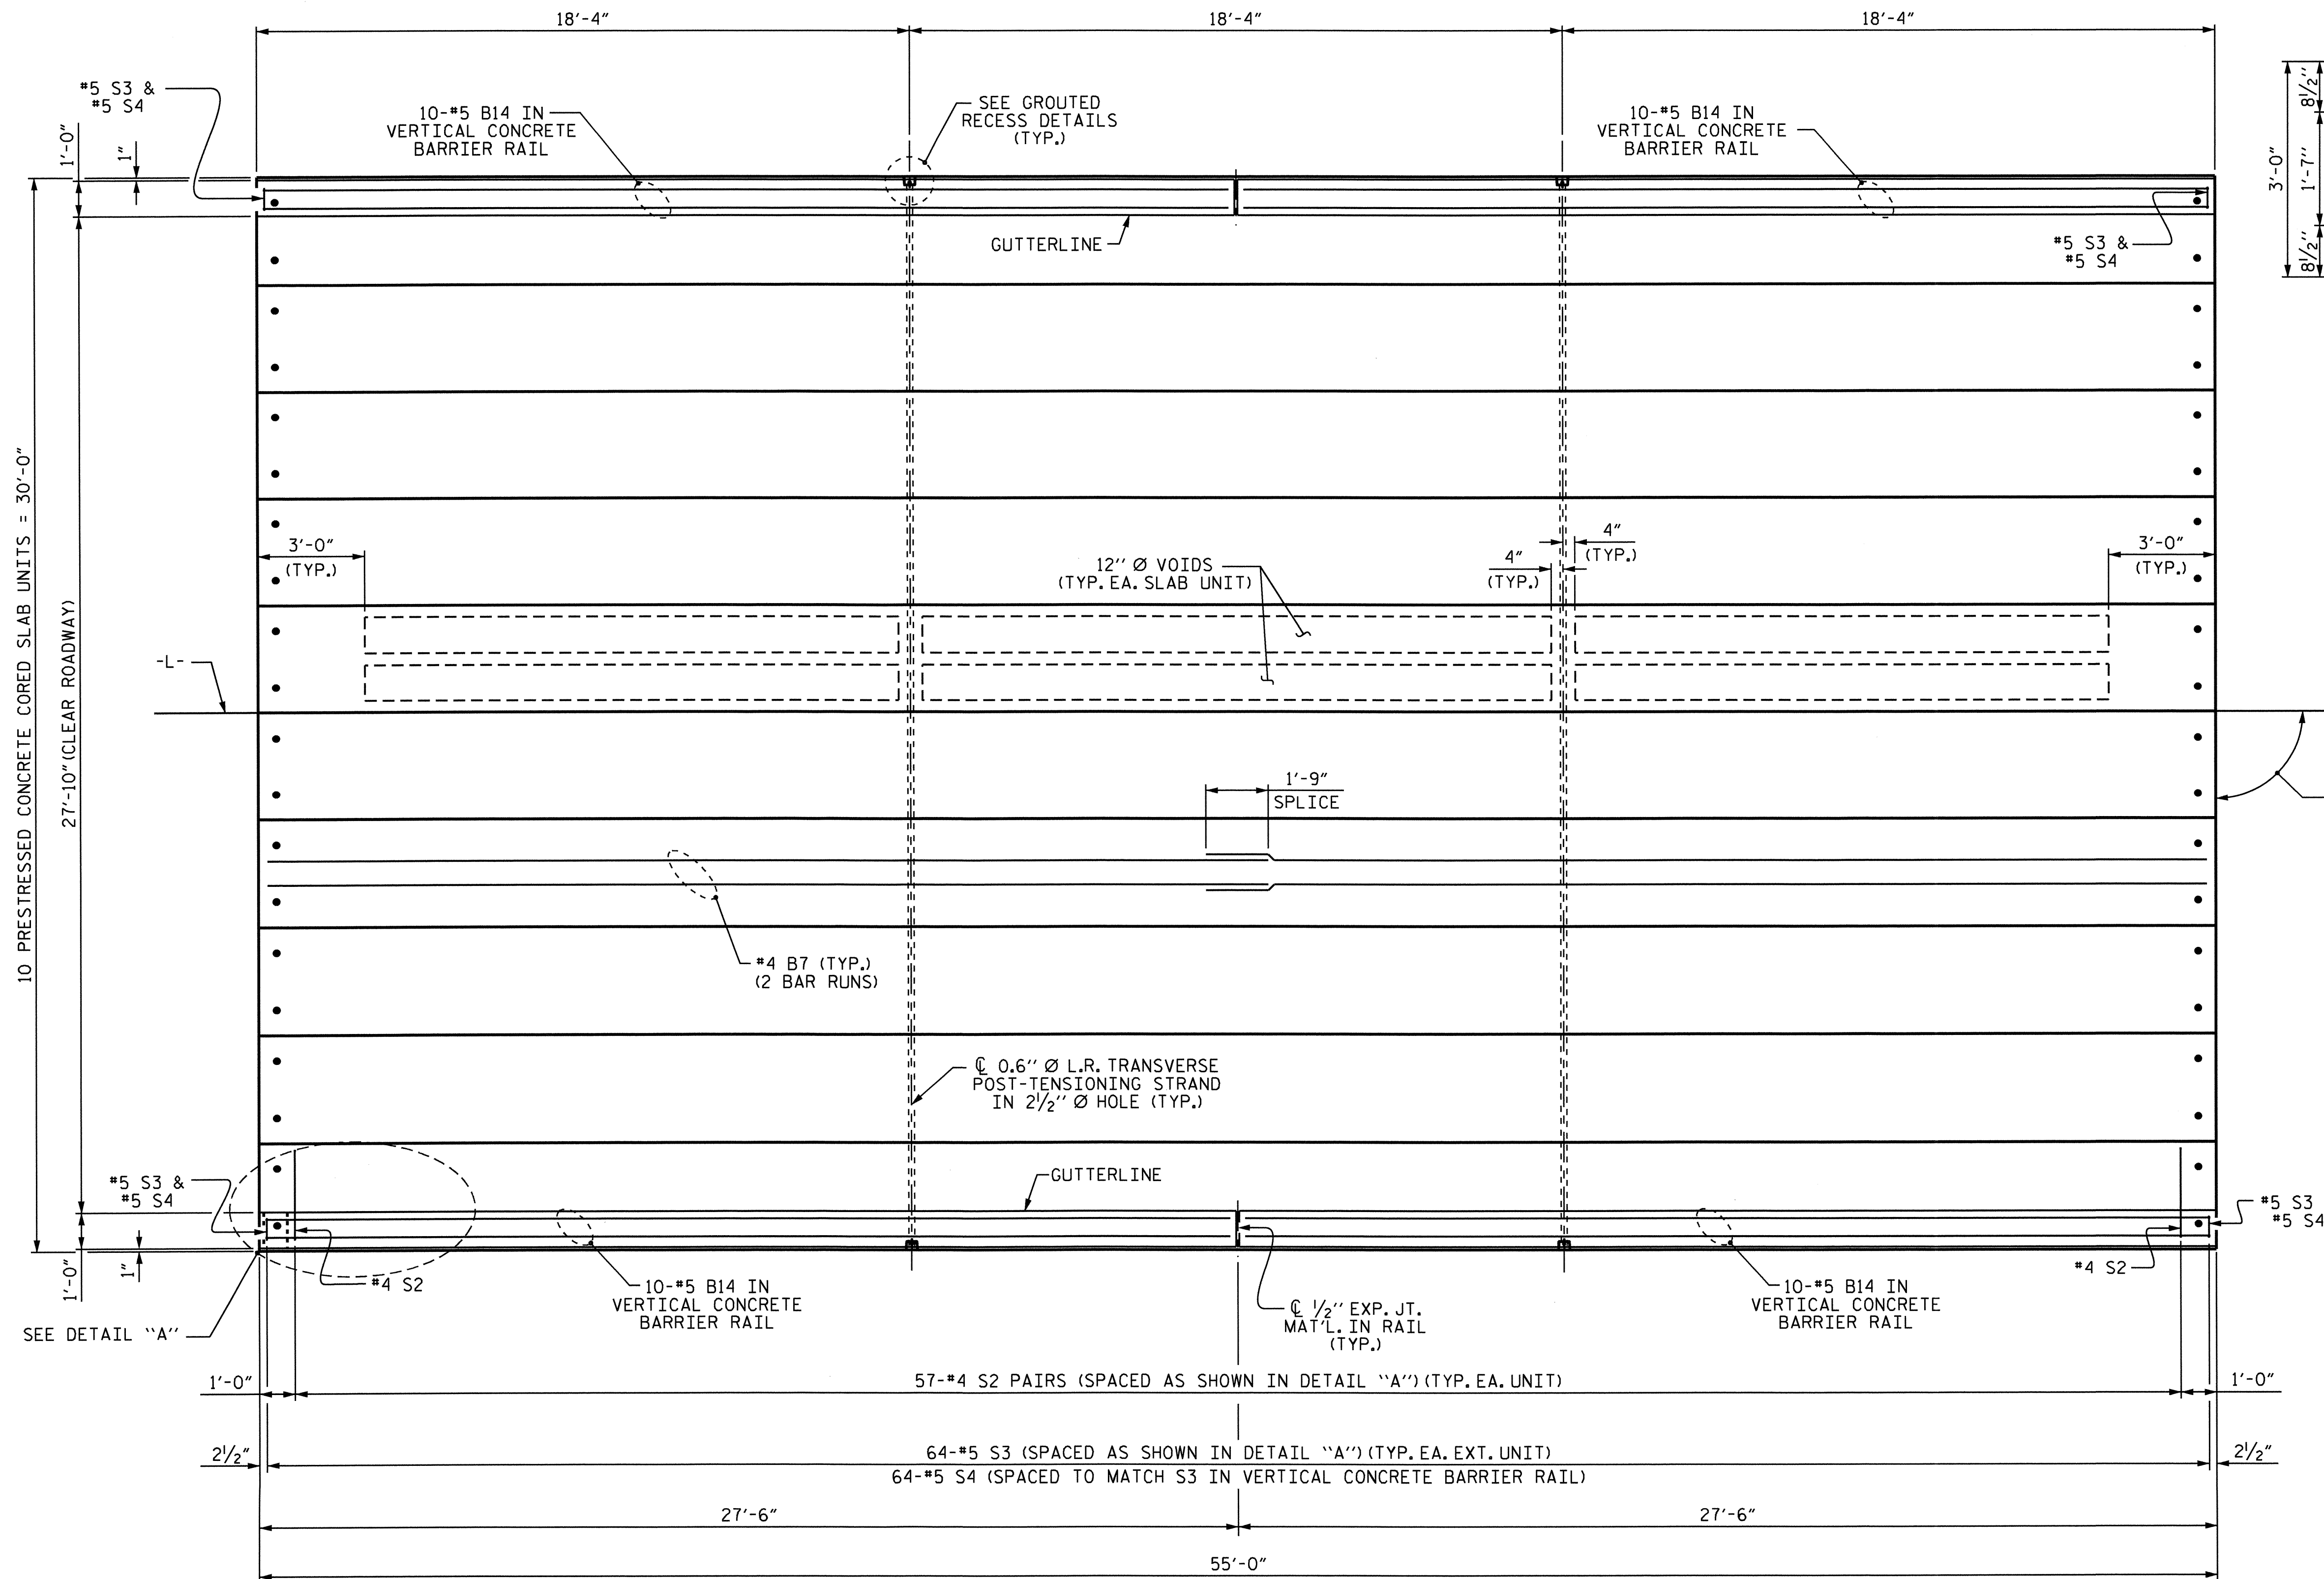 18'-4"
18'-4"
18'-4"
#5 S3 &
#5 S4
10-#5 B14 IN
VERTICAL CONCRETE
BARRIER RAIL
SEE GROUTED
RECESS DETAILS
(TYP.)
10-#5 B14 IN
VERTICAL CONCRETE
BARRIER RAIL
8½"
3'-0"
1'-7"
8½"
1'-0"
1"
GUTTERLINE
#5 S3 &
#5 S4
10 PRESTRESSED CONCRETE CORED SLAB UNITS = 30'-0"
27'-10" (CLEAR ROADWAY)
3'-0"
(TYP.)
12" Ø VOIDS
(TYP. EA. SLAB UNIT)
4"
(TYP.)
4"
(TYP.)
3'-0"
(TYP.)
-L-
1'-9"
SPLICE
#4 B7 (TYP.)
(2 BAR RUNS)
℄ 0.6" Ø L.R. TRANSVERSE
POST-TENSIONING STRAND
IN 2½" Ø HOLE (TYP.)
#5 S3 &
#5 S4
GUTTERLINE
#5 S3
#5 S4
1'-0"
1"
#4 S2
10-#5 B14 IN
VERTICAL CONCRETE
BARRIER RAIL
℄ ½" EXP. JT.
MAT'L. IN RAIL
(TYP.)
10-#5 B14 IN
VERTICAL CONCRETE
BARRIER RAIL
#4 S2
SEE DETAIL "A"
1'-0"
57-#4 S2 PAIRS (SPACED AS SHOWN IN DETAIL "A") (TYP. EA. UNIT)
1'-0"
2½"
64-#5 S3 (SPACED AS SHOWN IN DETAIL "A") (TYP. EA. EXT. UNIT)
2½"
64-#5 S4 (SPACED TO MATCH S3 IN VERTICAL CONCRETE BARRIER RAIL)
27'-6"
27'-6"
55'-0"